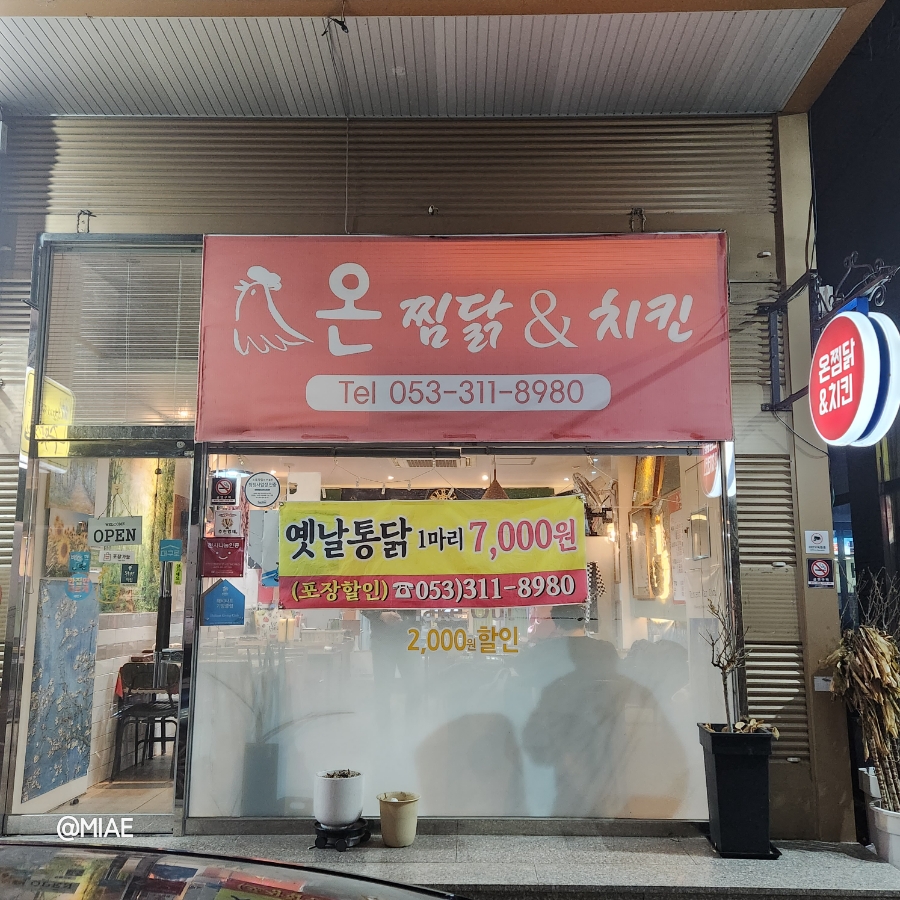 온 찜닭 & 치킨
Tel 053-311-8980
온찜닭
&치킨
WELCOME
OPEN
옛날통닭 1마리 7,000원
(포장할인) ☎053)311-8980
2,000원 할인
@MIAE